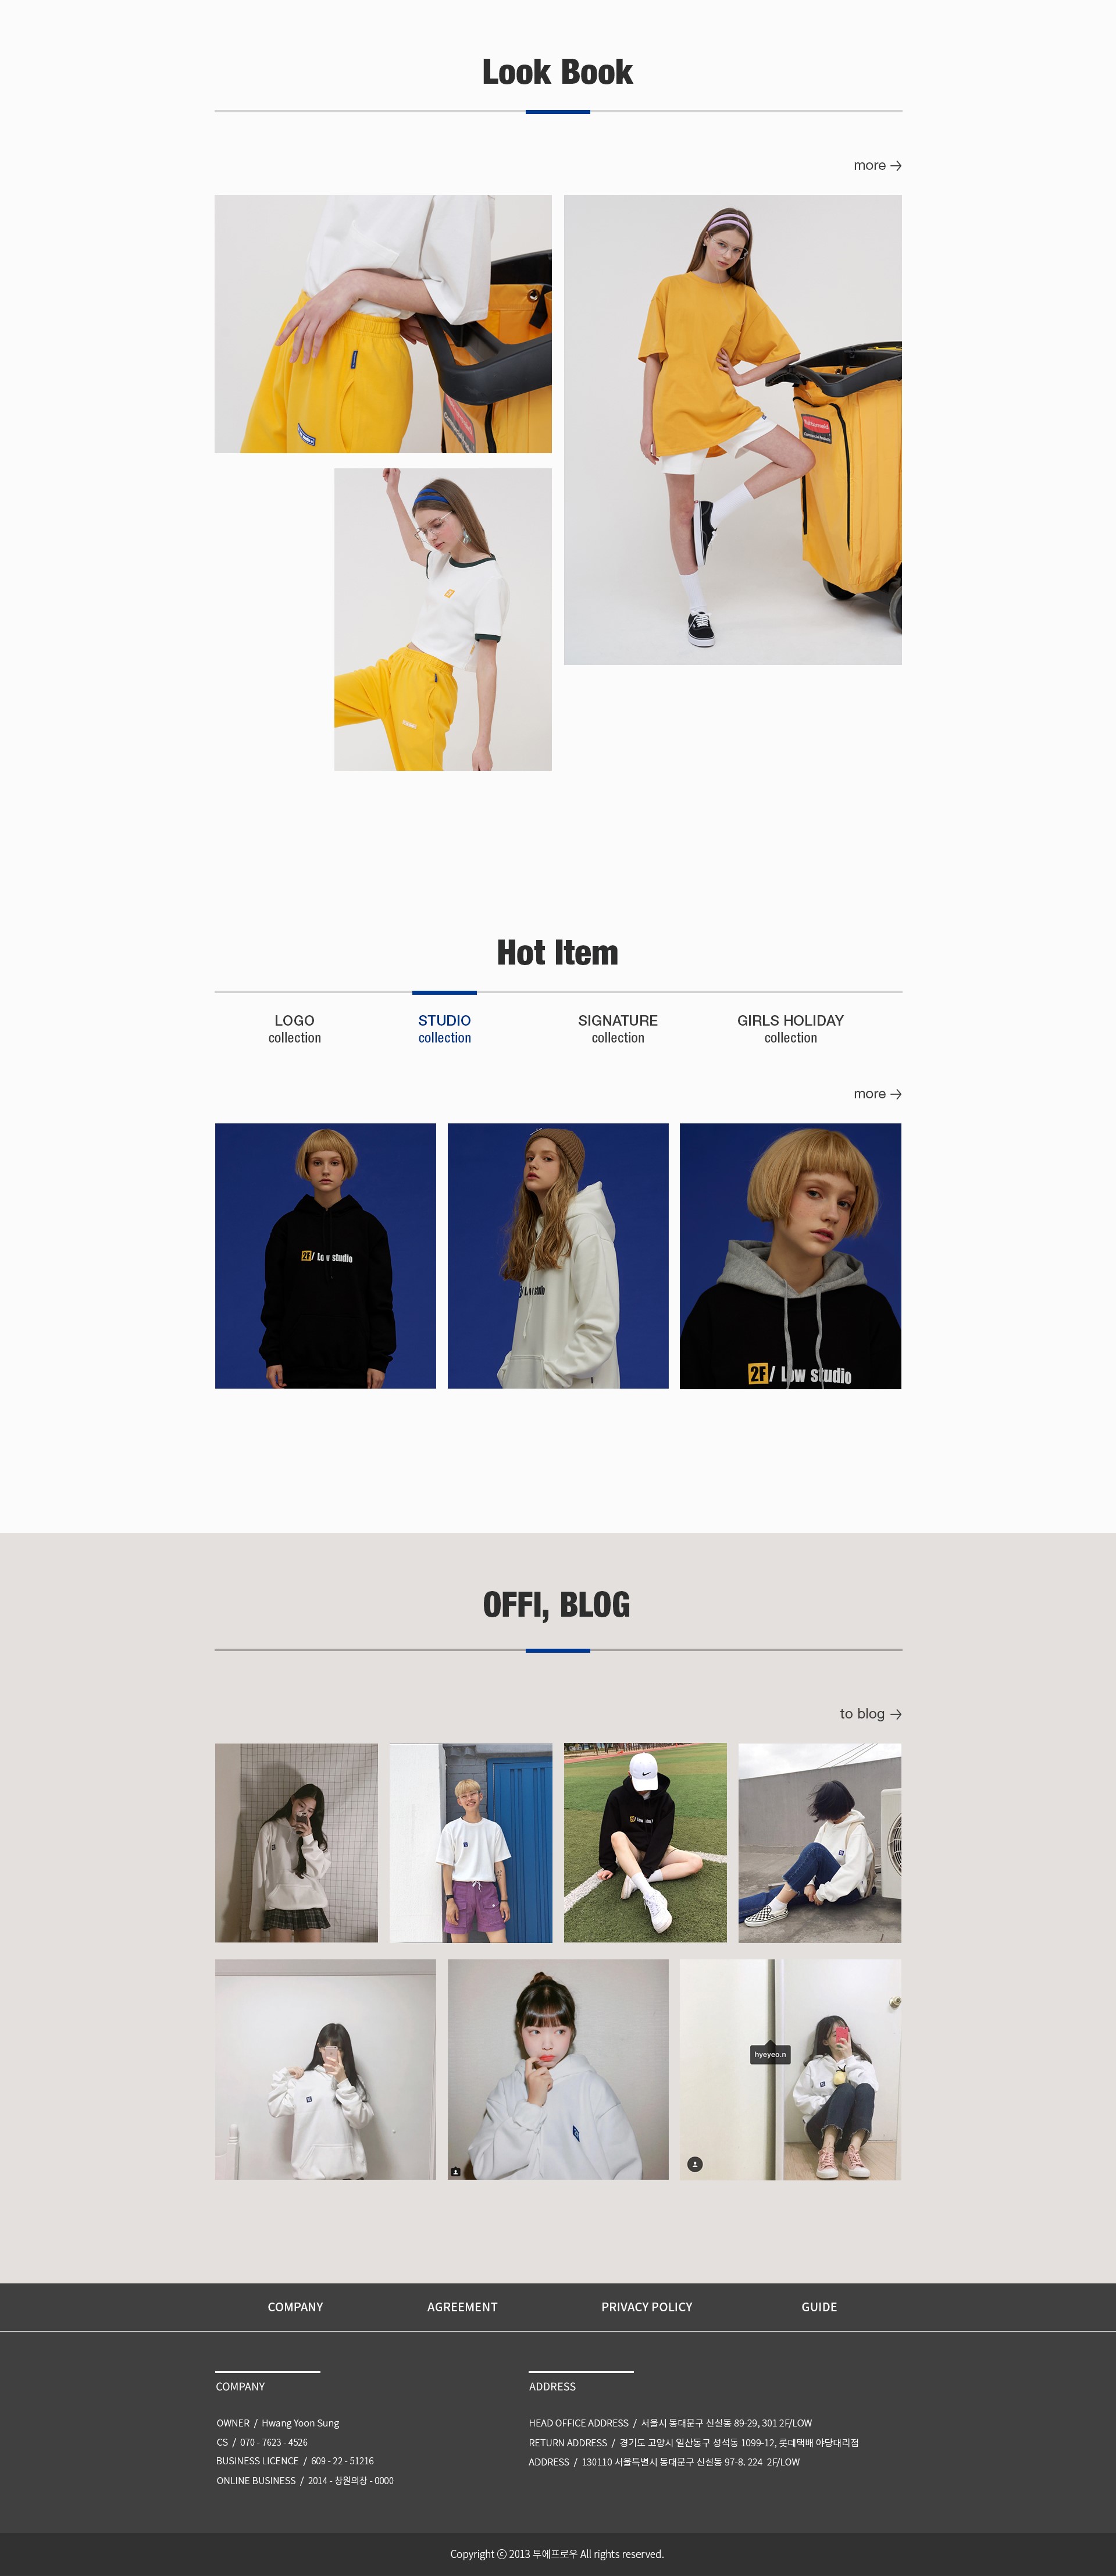 Look Book
more →
Rubbermaid
Commercial Products
Hot Item
LOGO
collection
STUDIO
collection
SIGNATURE
collection
GIRLS HOLIDAY
collection
more →
2F/ Low studio
2F/ Low studio
OFFI, BLOG
to blog →
hyeyeo.n
COMPANY AGREEMENT PRIVACY POLICY GUIDE
COMPANY
OWNER / Hwang Yoon Sung
CS / 070 - 7623 - 4526
BUSINESS LICENCE / 609 - 22 - 51216
ONLINE BUSINESS / 2014 - 창원의창 - 0000
ADDRESS
HEAD OFFICE ADDRESS / 서울시 동대문구 신설동 89-29, 301 2F/LOW
RETURN ADDRESS / 경기도 고양시 일산동구 성석동 1099-12, 롯데택배 야당대리점
ADDRESS / 130110 서울특별시 동대문구 신설동 97-8. 224 2F/LOW
Copyright ⓒ 2013 투에프로우 All rights reserved.